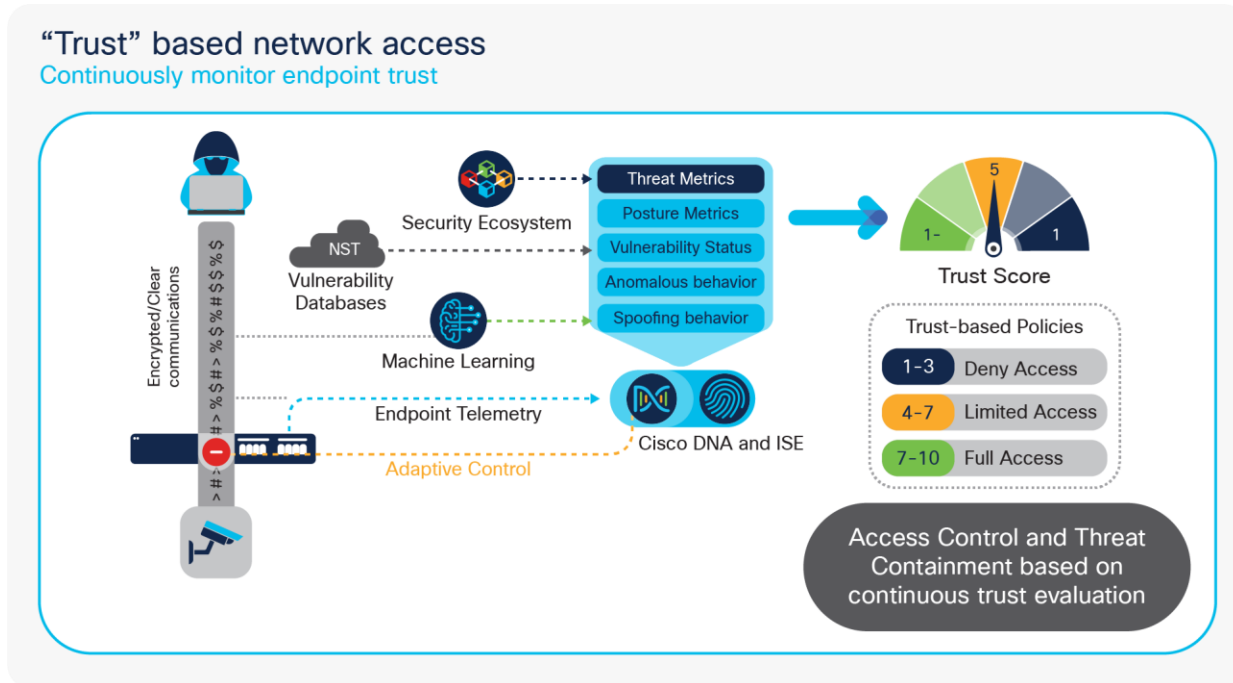 “Trust” based network access
Continuously monitor endpoint trust
Encrypted/Clear
communications
^ # ^ > # % $ # ^ > % $ % # $ $ % $
Security Ecosystem
NST
Vulnerability
Databases
Machine Learning
Endpoint Telemetry
Adaptive Control
Threat Metrics
Posture Metrics
Vulnerability Status
Anomalous behavior
Spoofing behavior
Cisco DNA and ISE
1-
5
1
Trust Score
Trust-based Policies
1-3 Deny Access
4-7 Limited Access
7-10 Full Access
Access Control and Threat
Containment based on
continuous trust evaluation